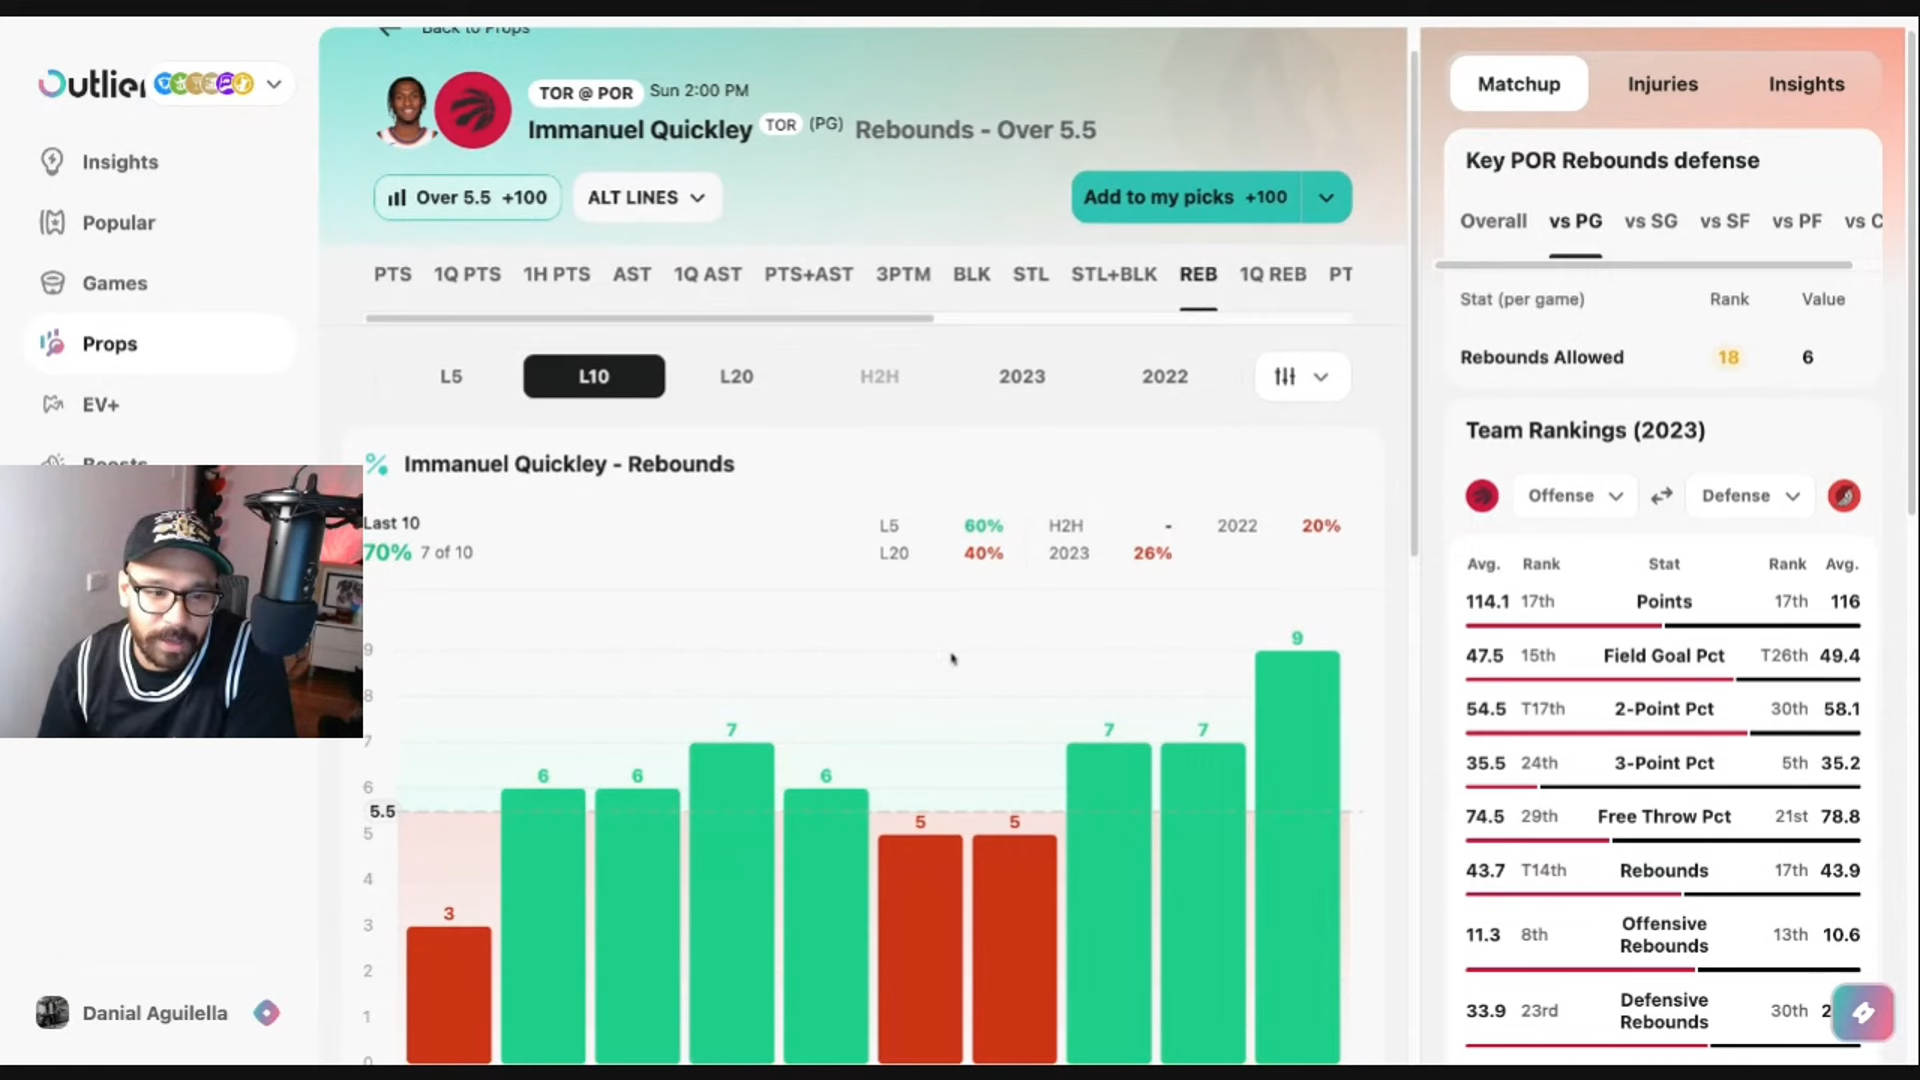 Back to Props
Outlier
TOR @ POR Sun 2:00 PM
Immanuel Quickley TOR (PG) Rebounds - Over 5.5
Over 5.5 +100
ALT LINES
Add to my picks +100
Insights
Popular
Games
Props
EV+
Boosts
Danial Aguilella
PTS 1Q PTS 1H PTS AST 1Q AST PTS+AST 3PTM BLK STL STL+BLK REB 1Q REB PT
L5 L10 L20 H2H 2023 2022
Immanuel Quickley - Rebounds
Last 10
70% 7 of 10
L5 60% H2H - 2022 20%
L20 40% 2023 26%
9
8
7
6
5.5
5
4
3
2
1
0
3 6 6 7 6 5 5 7 7 9
Matchup Injuries Insights
Key POR Rebounds defense
Overall vs PG vs SG vs SF vs PF vs C
Stat (per game) Rank Value
Rebounds Allowed 18 6
Team Rankings (2023)
Offense Defense
Avg. Rank Stat Rank Avg.
114.1 17th Points 17th 116
47.5 15th Field Goal Pct T26th 49.4
54.5 T17th 2-Point Pct 30th 58.1
35.5 24th 3-Point Pct 5th 35.2
74.5 29th Free Throw Pct 21st 78.8
43.7 T14th Rebounds 17th 43.9
11.3 8th Offensive Rebounds 13th 10.6
33.9 23rd Defensive Rebounds 30th 2